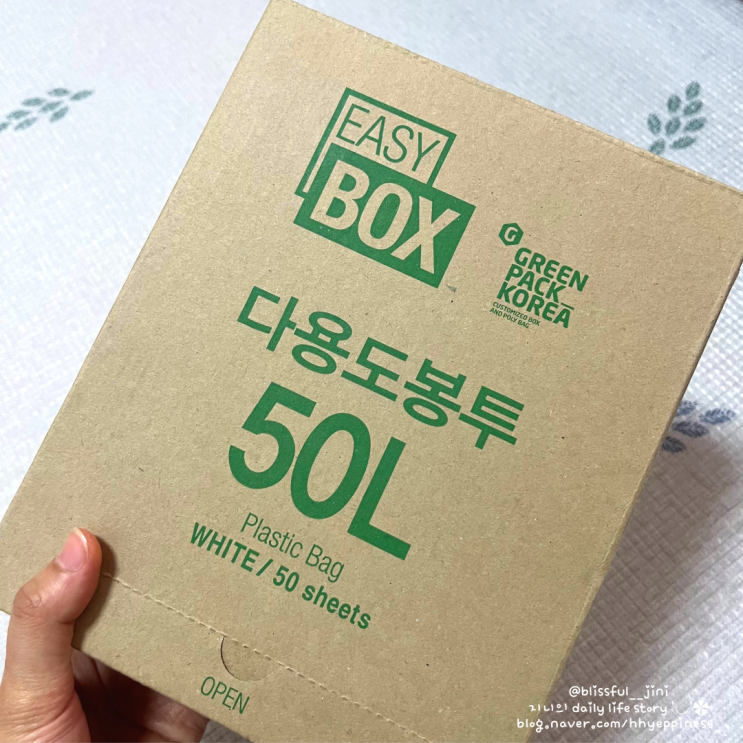 EASY
BOX
G
GREEN
PACK_
KOREA
CUSTOMIZED BOX
AND POLY BAG
다용도봉투
50L
Plastic Bag
WHITE / 50 sheets
OPEN
@blissful__jini
지니의 daily life story
blog.naver.com/hhyeppiness